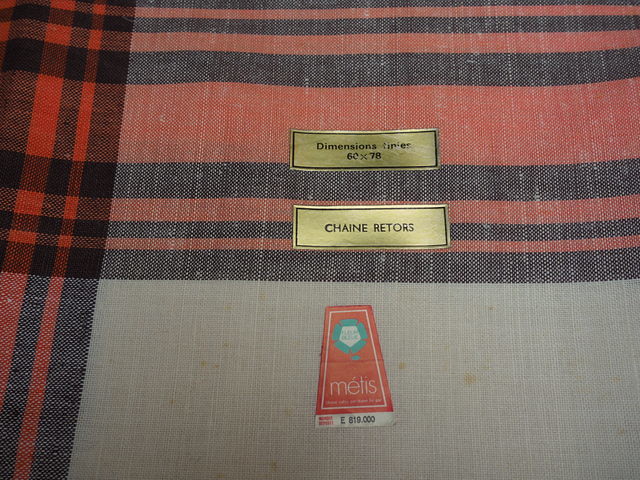 Dimensions finies
60 x 78
CHAINE RETORS
métis
E 819.000